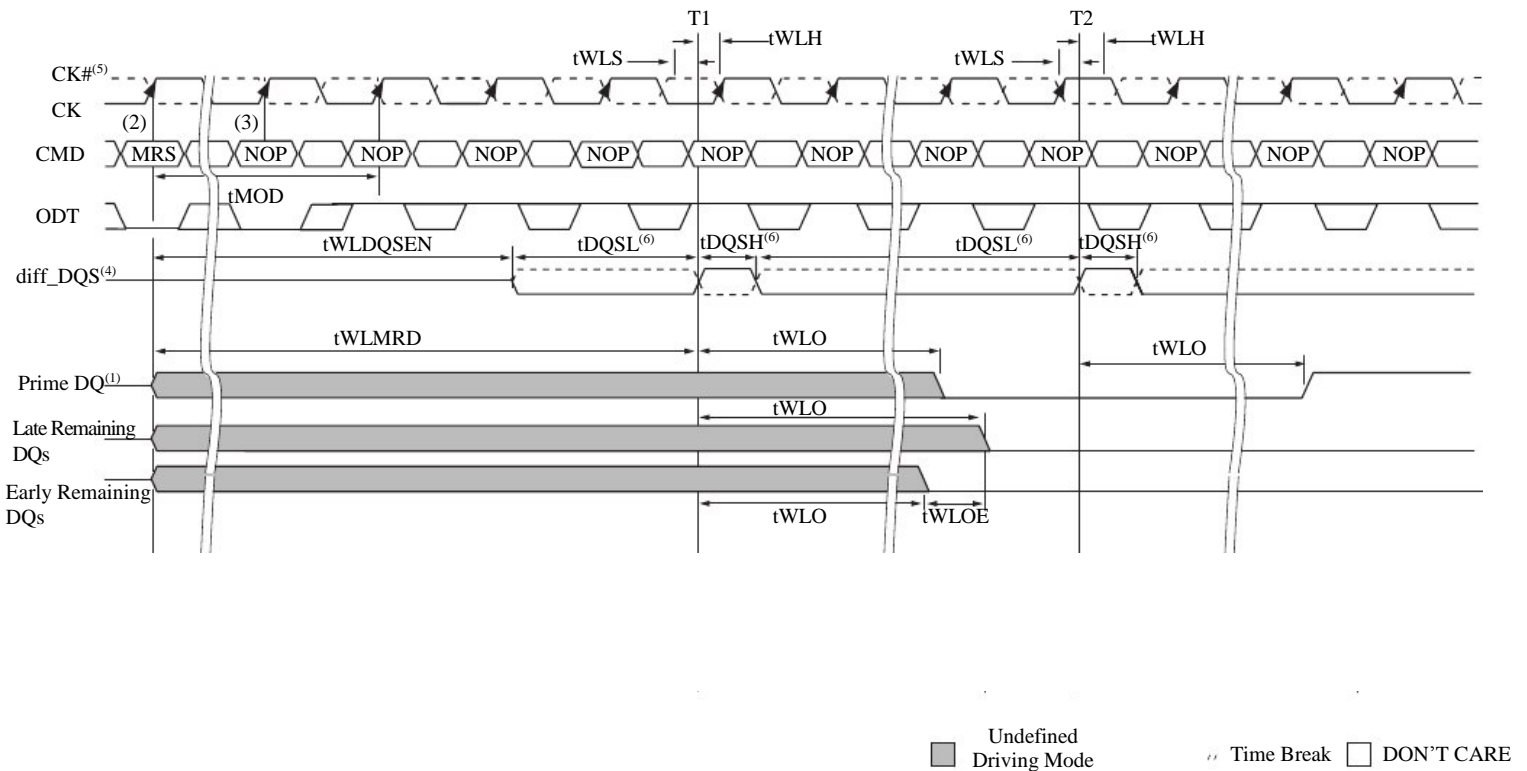 T1 T2
tWLH tWLH
tWLS tWLS
CK#(5)
CK
(2) (3)
CMD MRS NOP NOP NOP NOP NOP NOP NOP NOP NOP NOP NOP
tMOD
ODT
tWLDQSEN tDQSL(6) tDQSH(6) tDQSL(6) tDQSH(6)
diff_DQS(4)
tWLMRD tWLO
tWLO
Prime DQ(1)
tWLO
Late Remaining
DQs
Early Remaining
DQs
tWLO tWLOE
Undefined
Driving Mode
Time Break
DON'T CARE